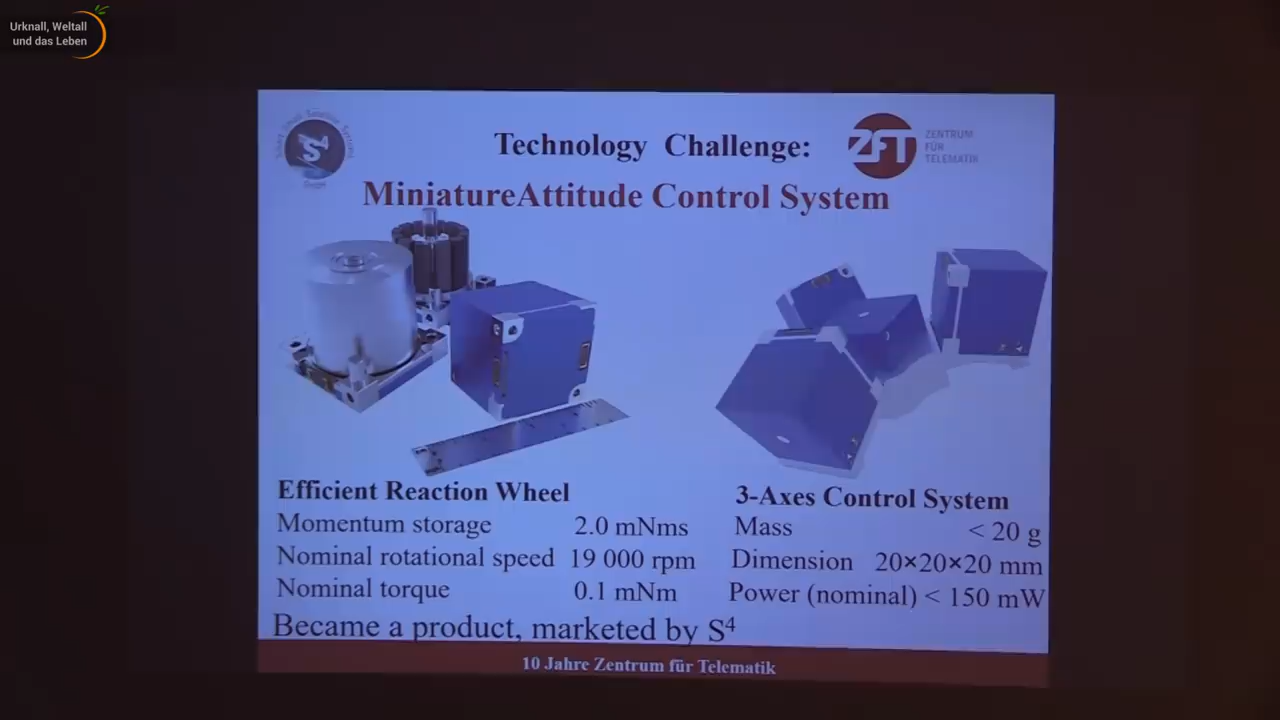 Urknall, Weltall
und das Leben
Technology Challenge:
ZFT
ZENTRUM
FÜR
TELEMATIK
MiniatureAttitude Control System
S
Efficient Reaction Wheel
Momentum storage 2.0 mNms
Nominal rotational speed 19 000 rpm
Nominal torque 0.1 mNm
3-Axes Control System
Mass < 20 g
Dimension 20×20×20 mm
Power (nominal) < 150 mW
Became a product, marketed by S⁴
10 Jahre Zentrum für Telematik